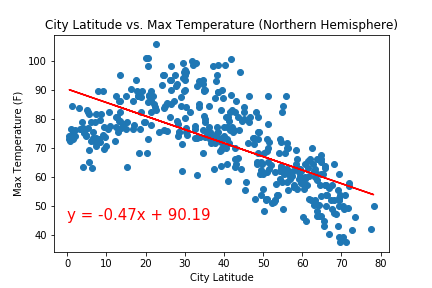 City Latitude vs. Max Temperature (Northern Hemisphere)
100
90
80
70
60
50
40
Max Temperature (F)
y = -0.47x + 90.19
0 10 20 30 40 50 60 70 80
City Latitude